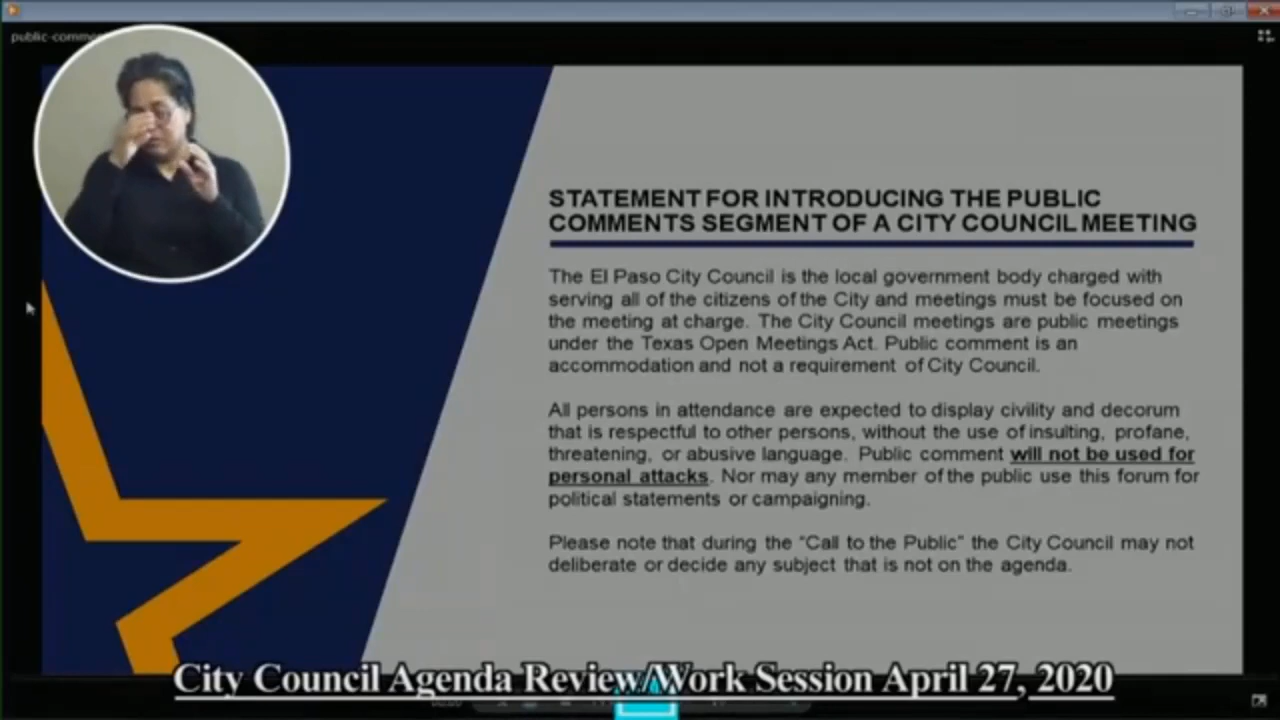 public-comme
STATEMENT FOR INTRODUCING THE PUBLIC
COMMENTS SEGMENT OF A CITY COUNCIL MEETING
The El Paso City Council is the local government body charged with
serving all of the citizens of the City and meetings must be focused on
the meeting at charge. The City Council meetings are public meetings
under the Texas Open Meetings Act. Public comment is an
accommodation and not a requirement of City Council.
All persons in attendance are expected to display civility and decorum
that is respectful to other persons, without the use of insulting, profane,
threatening, or abusive language. Public comment will not be used for
personal attacks. Nor may any member of the public use this forum for
political statements or campaigning.
Please note that during the “Call to the Public” the City Council may not
deliberate or decide any subject that is not on the agenda.
City Council Agenda Review/Work Session April 27, 2020